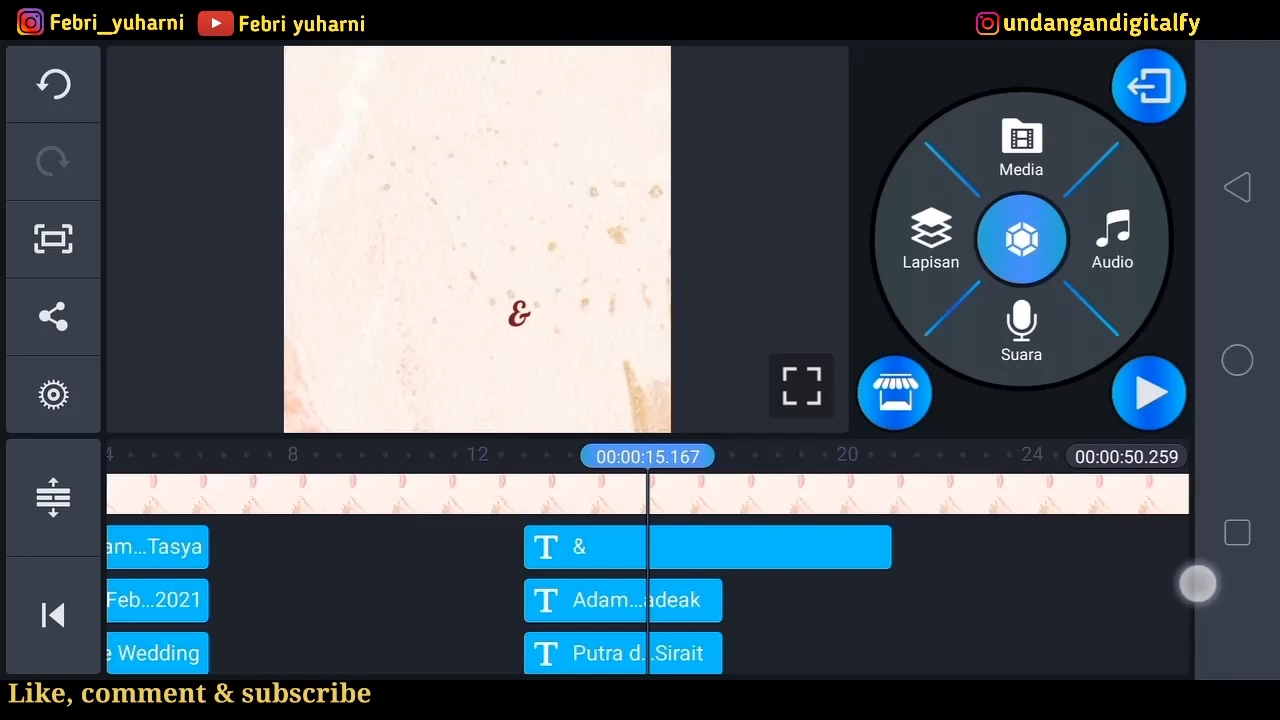 Febri_yuharni
Febri yuharni
undangandigitalfy
Media
Lapisan
Audio
Suara
&
4
8
12
00:00:15.167
20
24
00:00:50.259
am...Tasya
T &
Feb...2021
T Adam...adeak
e Wedding
T Putra d...Sirait
Like, comment & subscribe